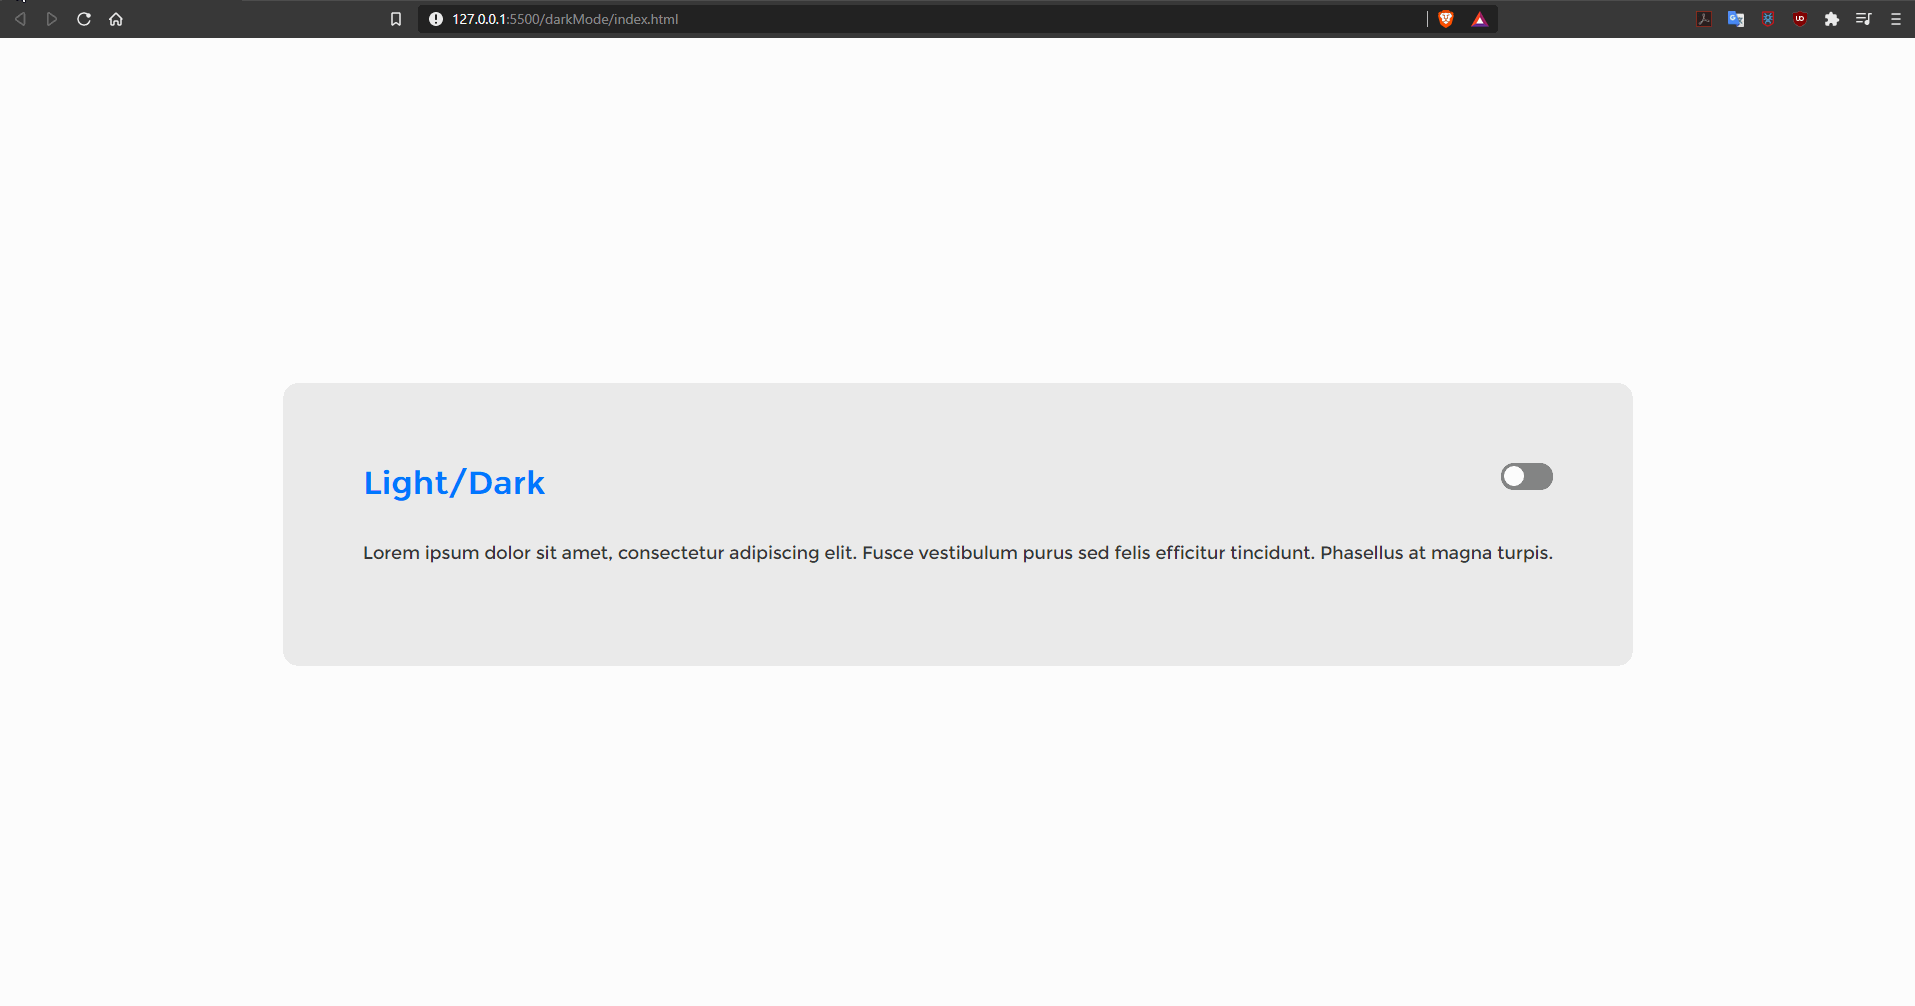 127.0.0.1:5500/darkMode/index.html
Light/Dark
Lorem ipsum dolor sit amet, consectetur adipiscing elit. Fusce vestibulum purus sed felis efficitur tincidunt. Phasellus at magna turpis.